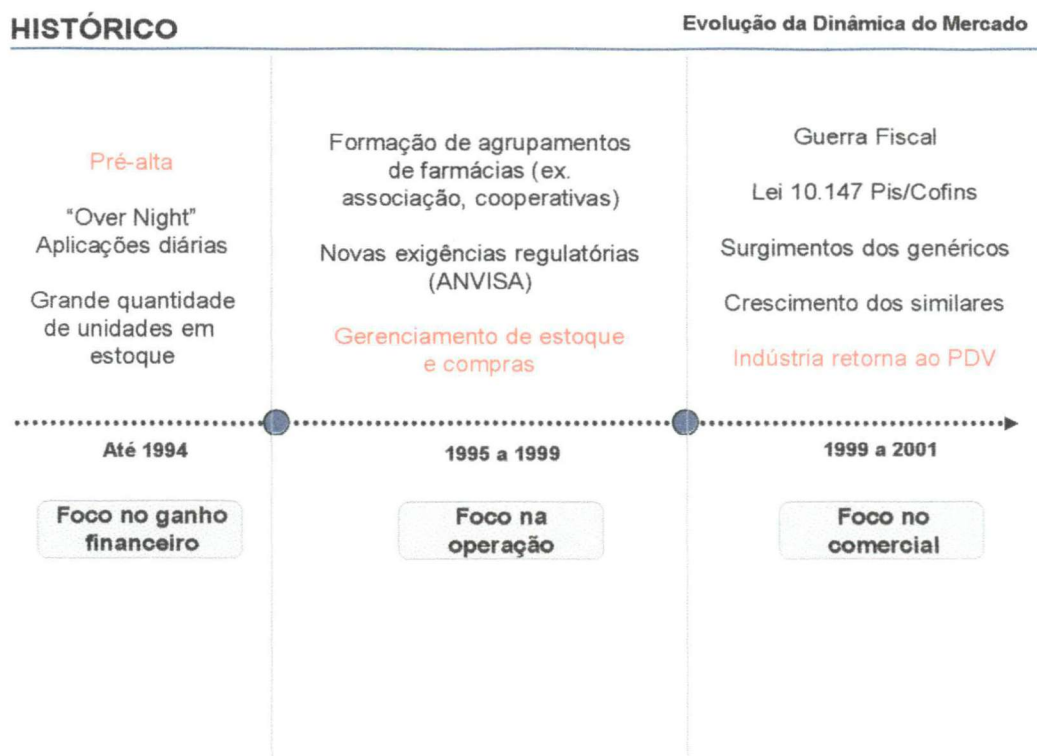 HISTÓRICO
Evolução da Dinâmica do Mercado
Pré-alta
“Over Night”
Aplicações diárias
Grande quantidade
de unidades em
estoque
Formação de agrupamentos
de farmácias (ex.
associação, cooperativas)
Novas exigências regulatórias
(ANVISA)
Gerenciamento de estoque
e compras
Guerra Fiscal
Lei 10.147 Pis/Cofins
Surgimentos dos genéricos
Crescimento dos similares
Indústria retorna ao PDV
Até 1994
1995 a 1999
1999 a 2001
Foco no ganho
financeiro
Foco na
operação
Foco no
comercial